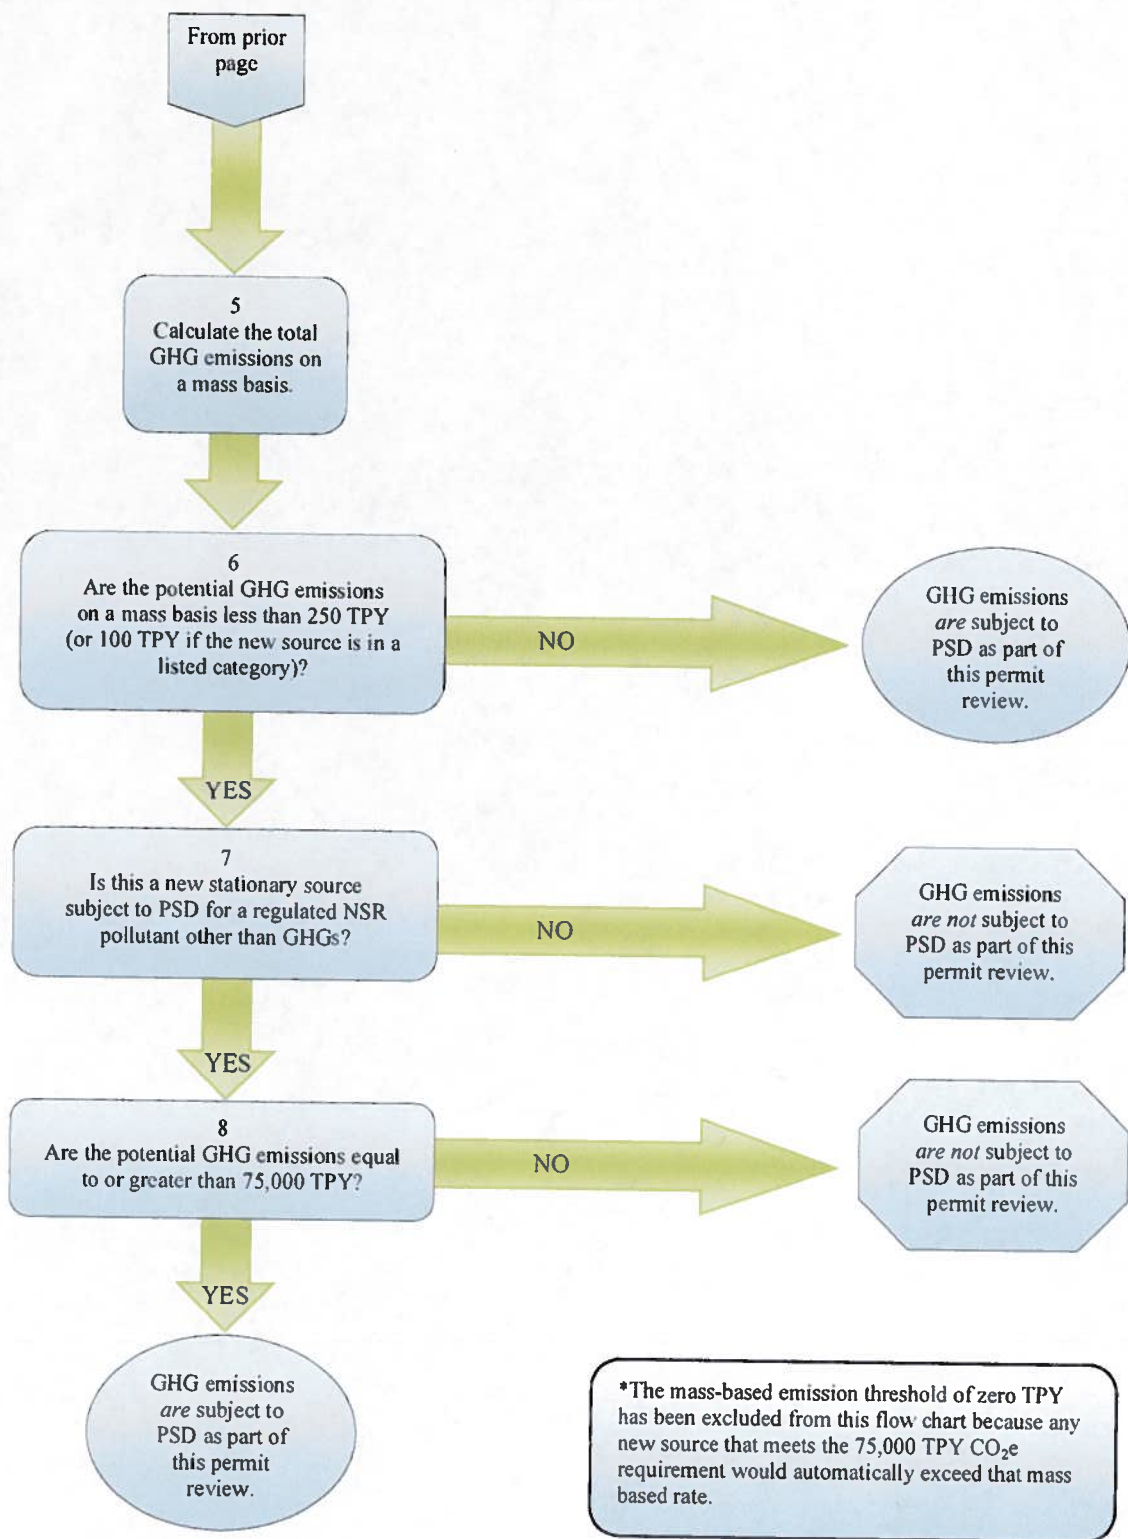 From prior
page
5
Calculate the total
GHG emissions on
a mass basis.
6
Are the potential GHG emissions
on a mass basis less than 250 TPY
(or 100 TPY if the new source is in a
listed category)?
NO
GHG emissions
are subject to
PSD as part of
this permit
review.
YES
7
Is this a new stationary source
subject to PSD for a regulated NSR
pollutant other than GHGs?
NO
GHG emissions
are not subject to
PSD as part of this
permit review.
YES
8
Are the potential GHG emissions equal
to or greater than 75,000 TPY?
NO
GHG emissions
are not subject to
PSD as part of this
permit review.
YES
GHG emissions
are subject to
PSD as part of
this permit
review.
*The mass-based emission threshold of zero TPY
has been excluded from this flow chart because any
new source that meets the 75,000 TPY CO₂e
requirement would automatically exceed that mass
based rate.